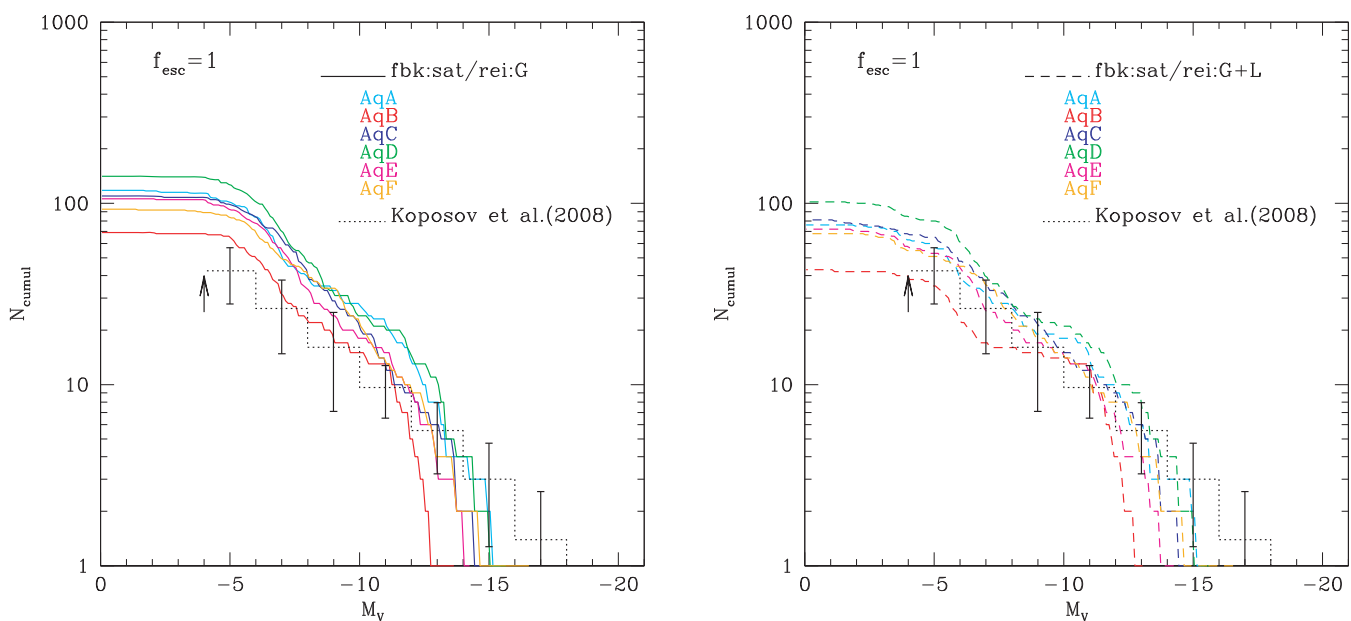 1000
100
10
1
N_cumul
f_esc=1
fbk:sat/rei:G
AqA
AqB
AqC
AqD
AqE
AqF
Koposov et al.(2008)
0 −5 −10 −15 −20
M_V
1000
100
10
1
N_cumul
f_esc=1
fbk:sat/rei:G+L
AqA
AqB
AqC
AqD
AqE
AqF
Koposov et al.(2008)
0 −5 −10 −15 −20
M_V